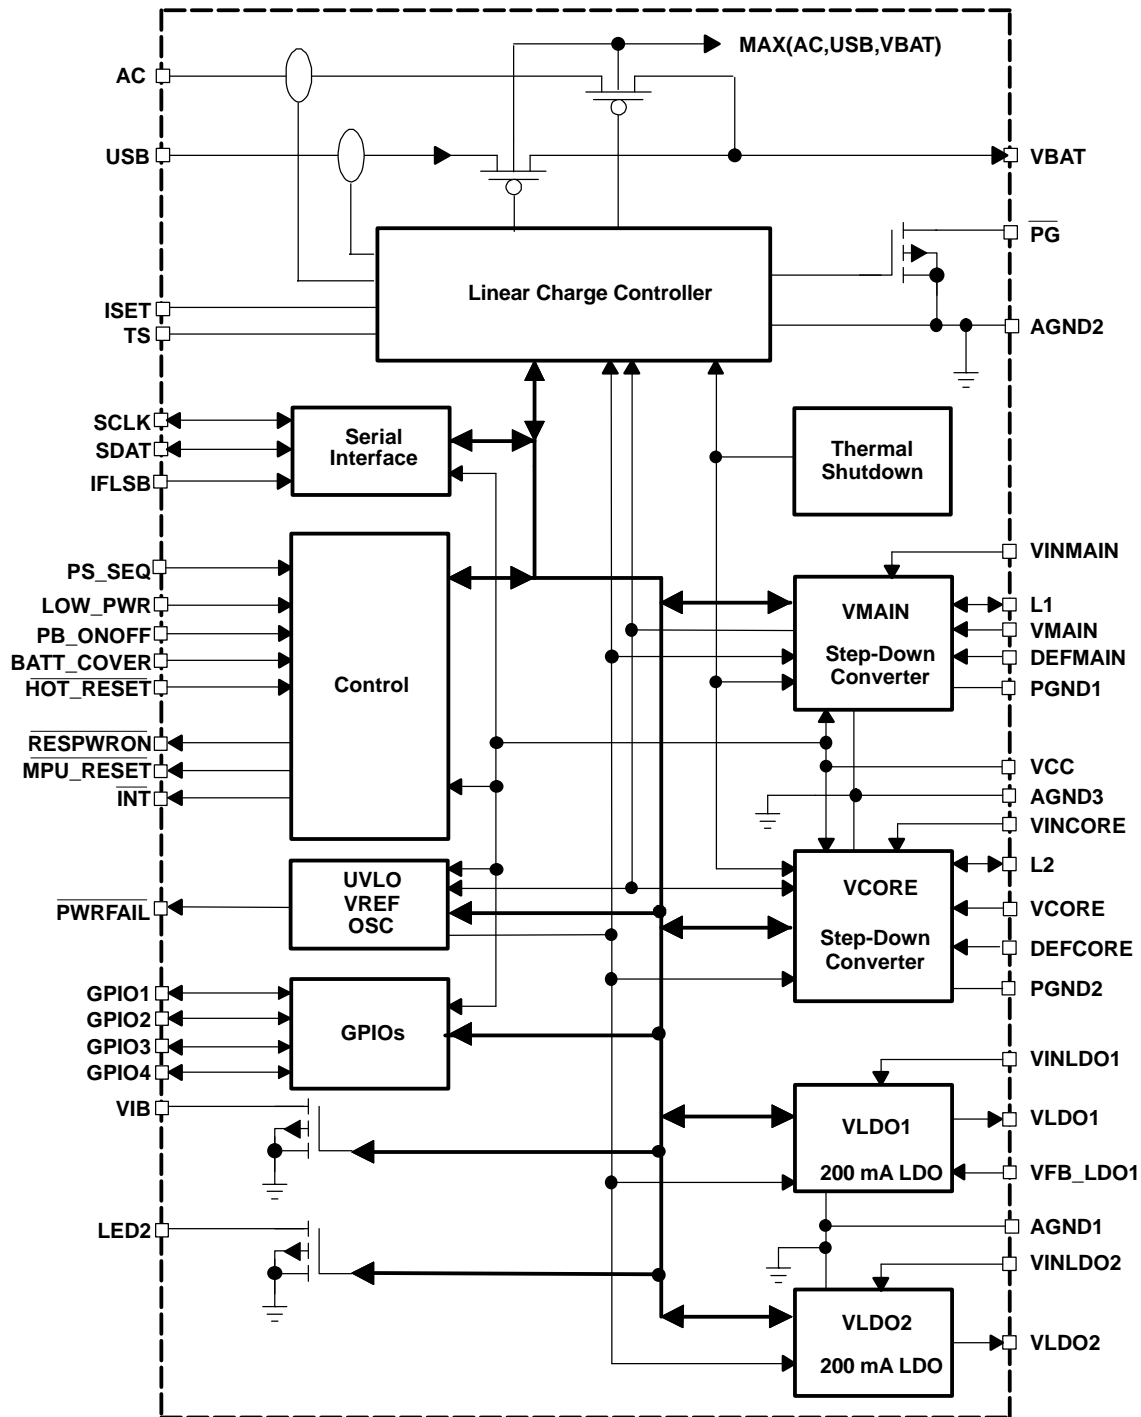 MAX(AC,USB,VBAT)
AC
USB
VBAT
PG
Linear Charge Controller
ISET
TS
AGND2
SCLK
SDAT
IFLSB
Serial
Interface
Thermal
Shutdown
PS_SEQ
LOW_PWR
PB_ONOFF
BATT_COVER
HOT_RESET
RESPWRON
MPU_RESET
INT
Control
VINMAIN
L1
VMAIN
DEFMAIN
PGND1
VMAIN
Step-Down
Converter
VCC
AGND3
VINCORE
L2
VCORE
DEFCORE
PGND2
VCORE
Step-Down
Converter
PWRFAIL
UVLO
VREF
OSC
GPIO1
GPIO2
GPIO3
GPIO4
GPIOs
VIB
LED2
VINLDO1
VLDO1
VFB_LDO1
VLDO1
200 mA LDO
AGND1
VINLDO2
VLDO2
VLDO2
200 mA LDO